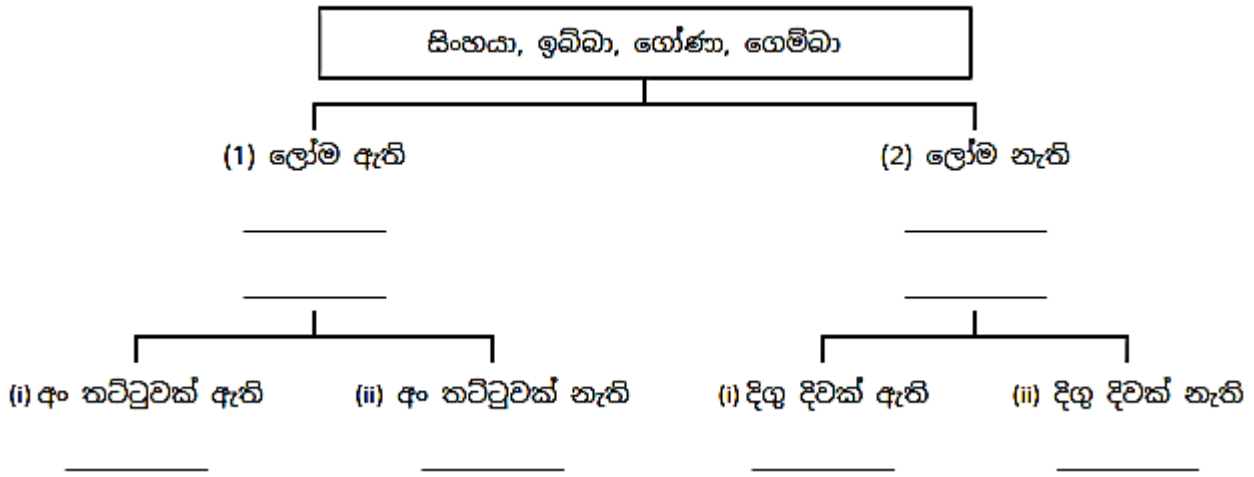 සිංහයා, ඉබ්බා, ගෝණා, ගෙම්බා
(1) ලෝම ඇති
(2) ලෝම නැති
(i) අං තට්ටුවක් ඇති
(ii) අං තට්ටුවක් නැති
(i) දිගු දිවක් ඇති
(ii) දිගු දිවක් නැති